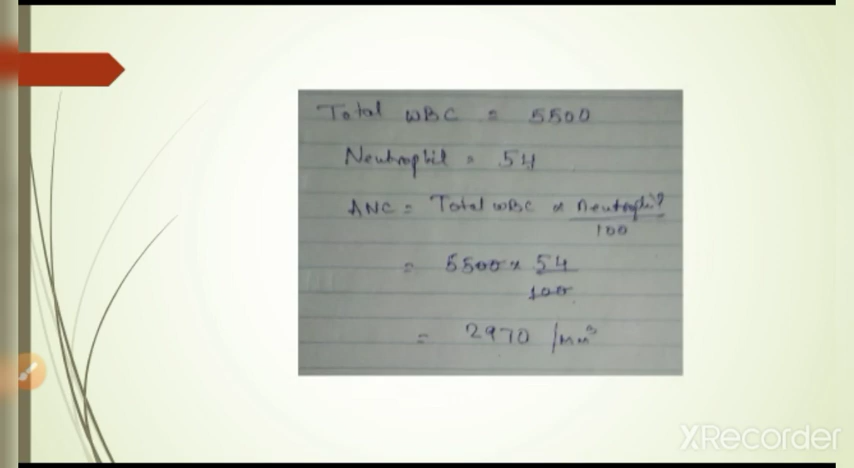 Total WBC = 5500
Neutrophil = 54
ANC = Total WBC × Neutrophil
100
= 5500 × 54
100
= 2970 /mm³
XRecorder